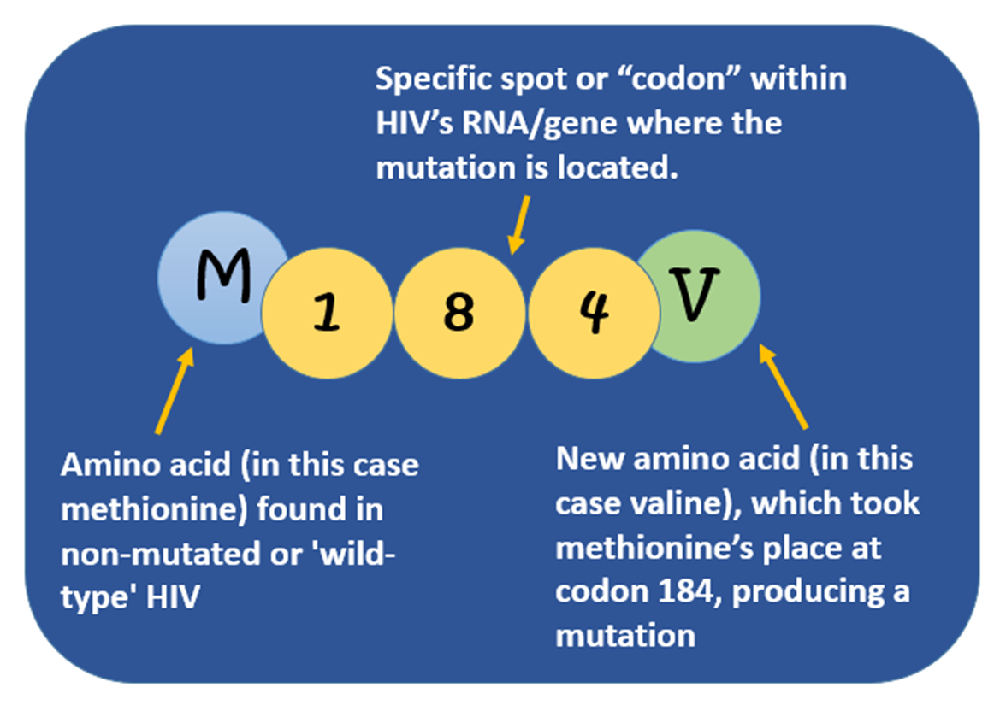 Specific spot or “codon” within
HIV’s RNA/gene where the
mutation is located.
M 1 8 4 V
Amino acid (in this case
methionine) found in
non-mutated or 'wild-
type' HIV
New amino acid (in this
case valine), which took
methionine’s place at
codon 184, producing a
mutation